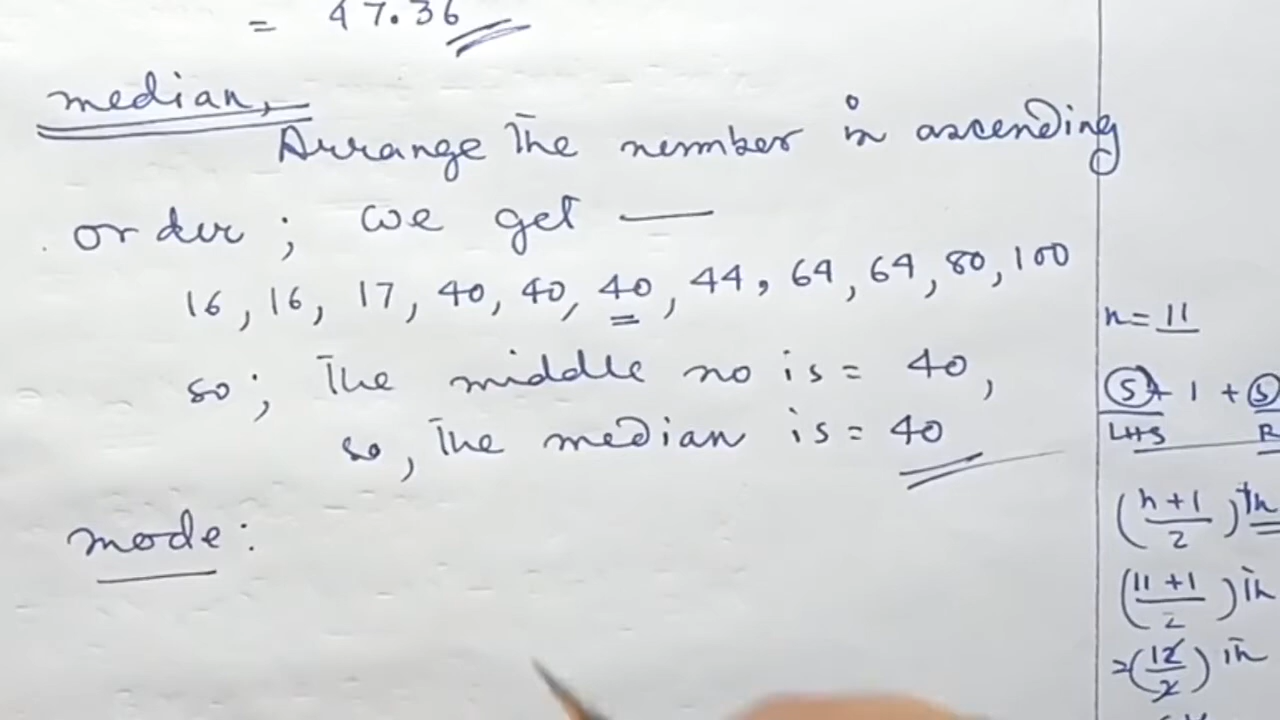 = 47.36
median,
Arrange The number in ascending
order; we get —
16, 16, 17, 40, 40, 40, 44, 64, 64, 80, 100
so; The middle no is = 40,
so, The median is = 40
mode:
n = 11
5 + 1 + 5
LHS R
(n+1/2)th
(11+1/2)th
=(12/2)th